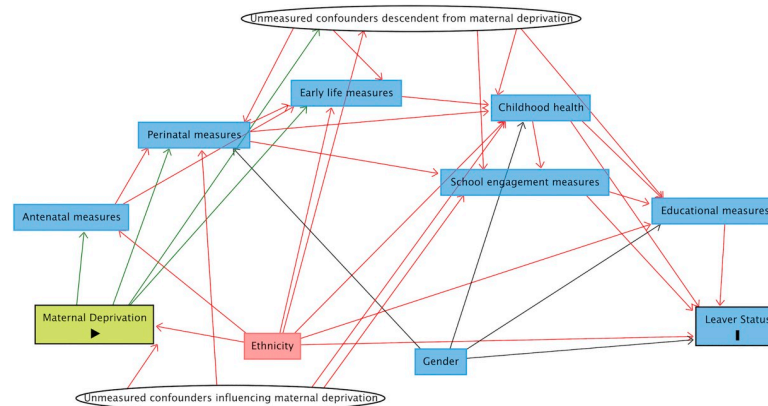 Unmeasured confounders descendent from maternal deprivation
Early life measures
Childhood health
Perinatal measures
School engagement measures
Antenatal measures
Educational measures
Maternal Deprivation
Leaver Status
Ethnicity
Gender
Unmeasured confounders influencing maternal deprivation